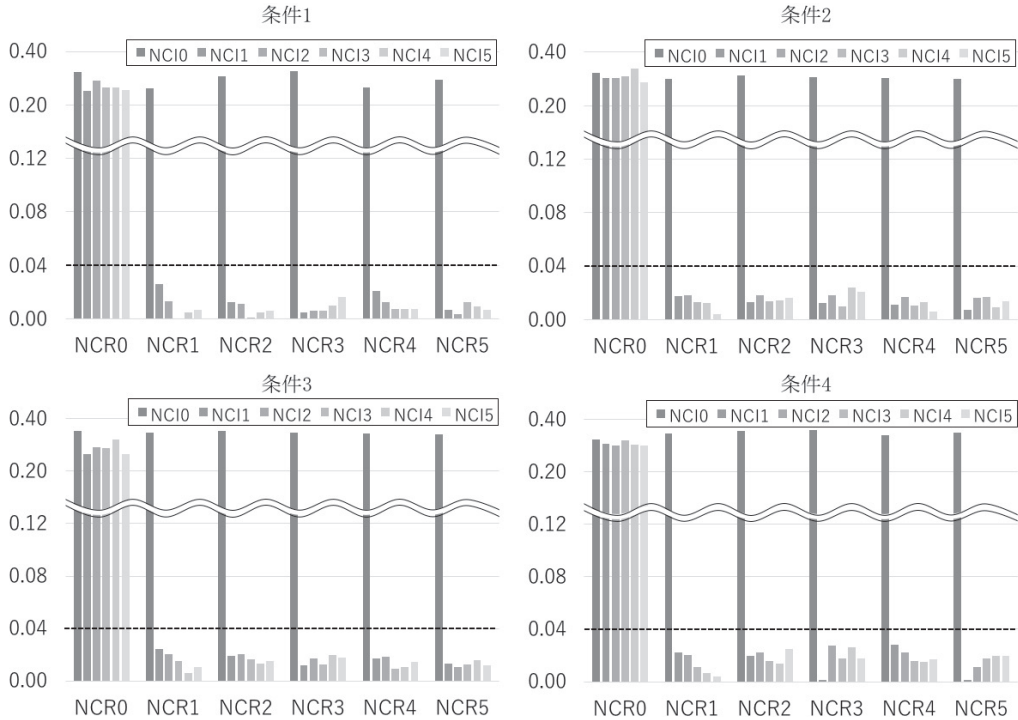 条件1
■ NCI0 ■ NCI1 ■ NCI2 ■ NCI3 ■ NCI4 ■ NCI5
0.40
0.20
0.12
0.08
0.04
0.00
NCR0 NCR1 NCR2 NCR3 NCR4 NCR5
条件2
■ NCI0 ■ NCI1 ■ NCI2 ■ NCI3 ■ NCI4 ■ NCI5
0.40
0.20
0.12
0.08
0.04
0.00
NCR0 NCR1 NCR2 NCR3 NCR4 NCR5
条件3
■ NCI0 ■ NCI1 ■ NCI2 ■ NCI3 ■ NCI4 ■ NCI5
0.40
0.20
0.12
0.08
0.04
0.00
NCR0 NCR1 NCR2 NCR3 NCR4 NCR5
条件4
■ NCI0 ■ NCI1 ■ NCI2 ■ NCI3 ■ NCI4 ■ NCI5
0.40
0.20
0.12
0.08
0.04
0.00
NCR0 NCR1 NCR2 NCR3 NCR4 NCR5